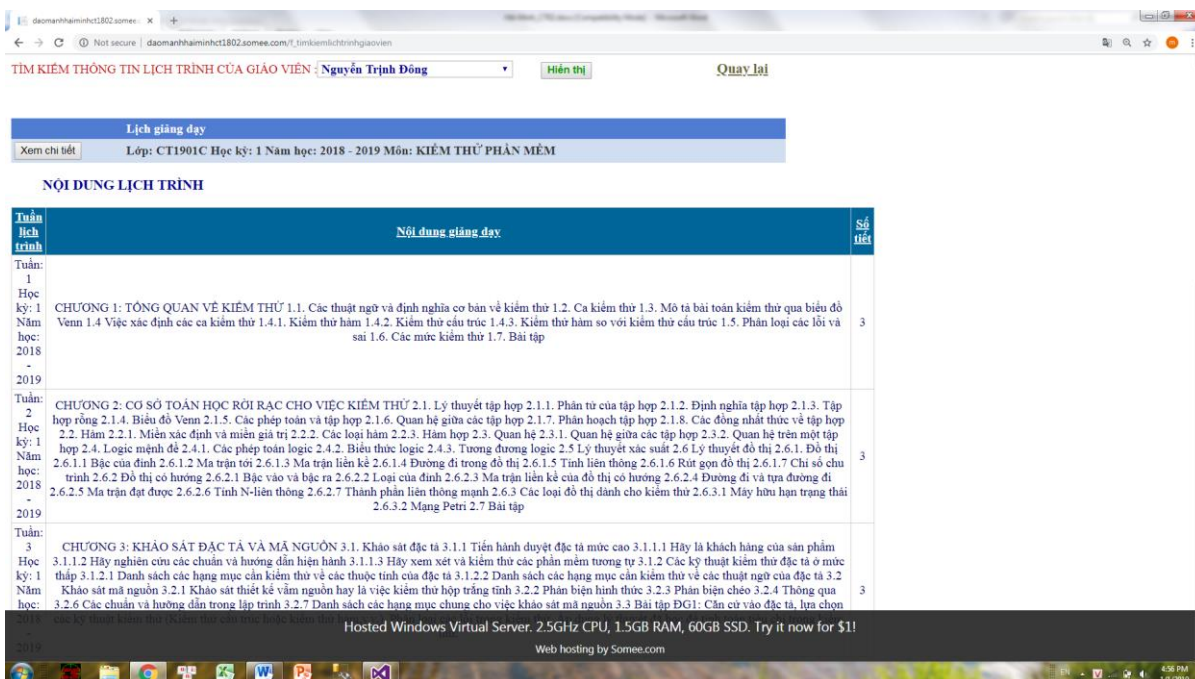 daomanhhaiminhct1802.somee.
Not secure | daomanhhaiminhct1802.somee.com/f_timkiemlichtrinhgiaovien
TÌM KIẾM THÔNG TIN LỊCH TRÌNH CỦA GIÁO VIÊN : Nguyễn Trịnh Đông Hiển thị Quay lại
Lịch giảng dạy
Xem chi tiết Lớp: CT1901C Học kỳ: 1 Năm học: 2018 - 2019 Môn: KIỂM THỬ PHẦN MỀM
NỘI DUNG LỊCH TRÌNH
Tuần lịch trình Nội dung giảng dạy Số tiết
Tuần: 1 Học kỳ: 1 Năm học: 2018 - 2019
CHƯƠNG 1: TỔNG QUAN VỀ KIỂM THỬ 1.1. Các thuật ngữ và định nghĩa cơ bản về kiểm thử 1.2. Ca kiểm thử 1.3. Mô tả bài toán kiểm thử qua biểu đồ
Venn 1.4 Việc xác định các ca kiểm thử 1.4.1. Kiểm thử hàm 1.4.2. Kiểm thử cấu trúc 1.4.3. Kiểm thử hàm so với kiểm thử cấu trúc 1.5. Phân loại các lỗi và
sai 1.6. Các mức kiểm thử 1.7. Bài tập
3
Tuần: 2 Học kỳ: 1 Năm học: 2018 - 2019
CHƯƠNG 2: CƠ SỞ TOÁN HỌC RỜI RẠC CHO VIỆC KIỂM THỬ 2.1. Lý thuyết tập hợp 2.1.1. Phân tử của tập hợp 2.1.2. Định nghĩa tập hợp 2.1.3. Tập
hợp rỗng 2.1.4. Biểu đồ Venn 2.1.5. Các phép toán và tập hợp 2.1.6. Quan hệ giữa các tập hợp 2.1.7. Phân hoạch tập hợp 2.1.8. Các đồng nhất thức về tập hợp
2.2. Hàm 2.2.1. Miền xác định và miền giá trị 2.2.2. Các loại hàm 2.2.3. Hàm hợp 2.3. Quan hệ 2.3.1. Quan hệ giữa các tập hợp 2.3.2. Quan hệ trên một tập
hợp 2.4. Logic mệnh đề 2.4.1. Các phép toán logic 2.4.2. Biểu thức logic 2.4.3. Tương đương logic 2.5 Lý thuyết xác suất 2.6 Lý thuyết đồ thị 2.6.1. Đồ thị
2.6.1.1 Bậc của đỉnh 2.6.1.2 Ma trận tới 2.6.1.3 Ma trận liền kề 2.6.1.4 Đường đi trong đồ thị 2.6.1.5 Tính liên thông 2.6.1.6 Rút gọn đồ thị 2.6.1.7 Chỉ số chu
trình 2.6.2 Đồ thị có hướng 2.6.2.1 Bậc vào và bậc ra 2.6.2.2 Loại của đỉnh 2.6.2.3 Ma trận liền kề của đồ thị có hướng 2.6.2.4 Đường đi và tựa đường đi
2.6.2.5 Ma trận đạt được 2.6.2.6 Tính N-liên thông 2.6.2.7 Thành phần liên thông mạnh 2.6.3 Các loại đồ thị dành cho kiểm thử 2.6.3.1 Máy hữu hạn trạng thái
2.6.3.2 Mạng Petri 2.7 Bài tập
3
Tuần: 3 Học kỳ: 1 Năm học: 2018 - 2019
CHƯƠNG 3: KHẢO SÁT ĐẶC TẢ VÀ MÃ NGUỒN 3.1. Khảo sát đặc tả 3.1.1 Tiến hành duyệt đặc tả mức cao 3.1.1.1 Hãy là khách hàng của sản phẩm
3.1.1.2 Hãy nghiên cứu các chuẩn và hướng dẫn hiện hành 3.1.1.3 Hãy xem xét và kiểm thử các phần mềm tương tự 3.1.2 Các kỹ thuật kiểm thử đặc tả ở mức
thấp 3.1.2.1 Danh sách các hạng mục cần kiểm thử về các thuộc tính của đặc tả 3.1.2.2 Danh sách các hạng mục cần kiểm thử về các thuật ngữ của đặc tả 3.2
Khảo sát mã nguồn 3.2.1 Khảo sát thiết kế vẫm nguồn hay là việc kiểm thử hộp trắng tĩnh 3.2.2 Phản biện hình thức 3.2.3 Phản biện chéo 3.2.4 Thông qua
3.2.6 Các chuẩn và hưỡng dẫn trong lập trình 3.2.7 Danh sách các hạng mục chung cho việc khảo sát mã nguồn 3.3 Bài tập ĐG1: Căn cứ vào đặc tả, lựa chọn
3
Hosted Windows Virtual Server. 2.5GHz CPU, 1.5GB RAM, 60GB SSD. Try it now for $1!
Web hosting by Somee.com
EN
4:56 PM